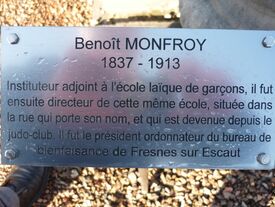 Benoît MONFROY
1837 - 1913
Instituteur adjoint à l'école laïque de garçons, il fut
ensuite directeur de cette même école, située dans
la rue qui porte son nom, et qui est devenue depuis le
judo-club. Il fut le président ordonnateur du bureau de
bienfaisance de Fresnes sur Escaut